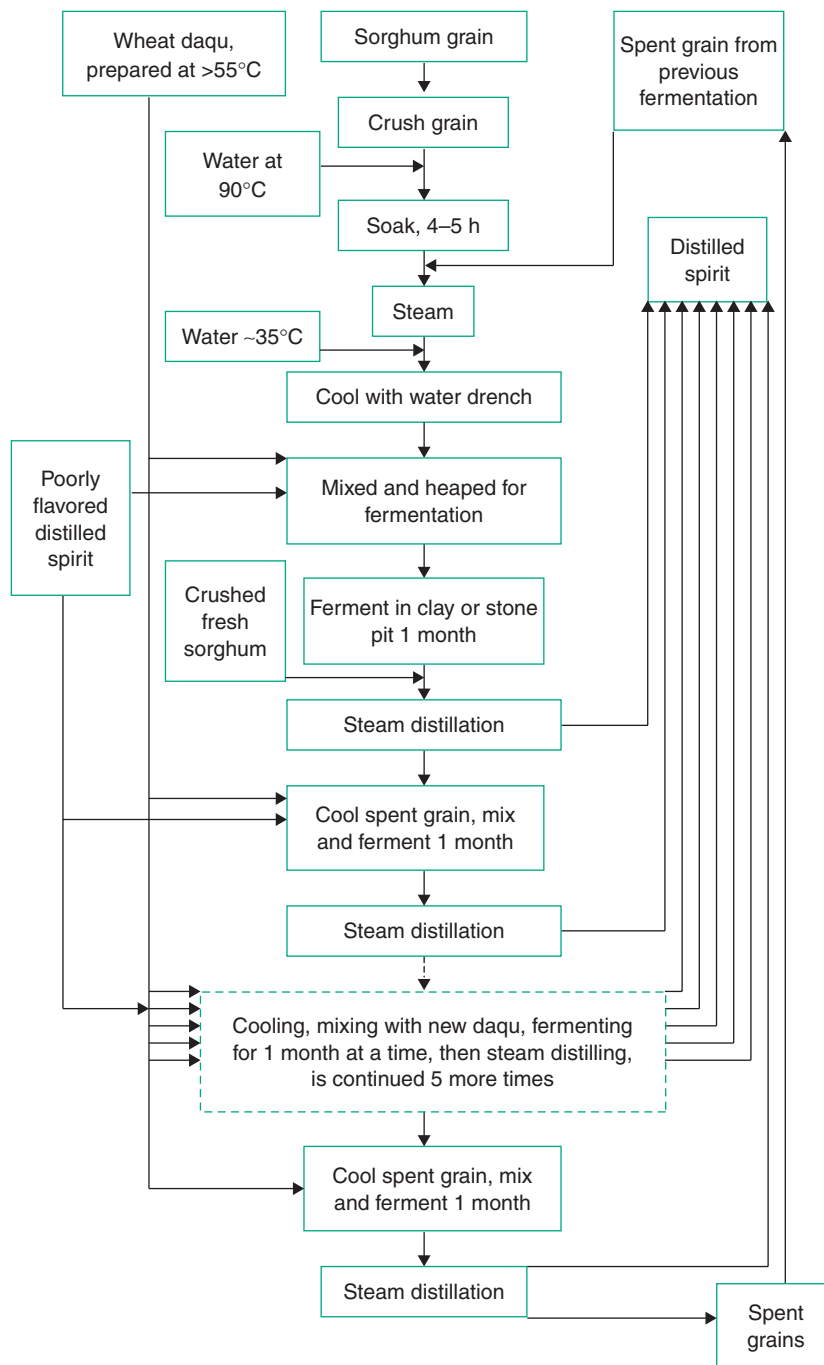 Wheat daqu,
prepared at >55°C
Sorghum grain
Spent grain from
previous
fermentation
Crush grain
Water at
90°C
Soak, 4–5 h
Distilled
spirit
Steam
Water ~35°C
Cool with water drench
Poorly
flavored
distilled
spirit
Mixed and heaped for
fermentation
Crushed
fresh
sorghum
Ferment in clay or stone
pit 1 month
Steam distillation
Cool spent grain, mix
and ferment 1 month
Steam distillation
Cooling, mixing with new daqu, fermenting
for 1 month at a time, then steam distilling,
is continued 5 more times
Cool spent grain, mix
and ferment 1 month
Steam distillation
Spent
grains